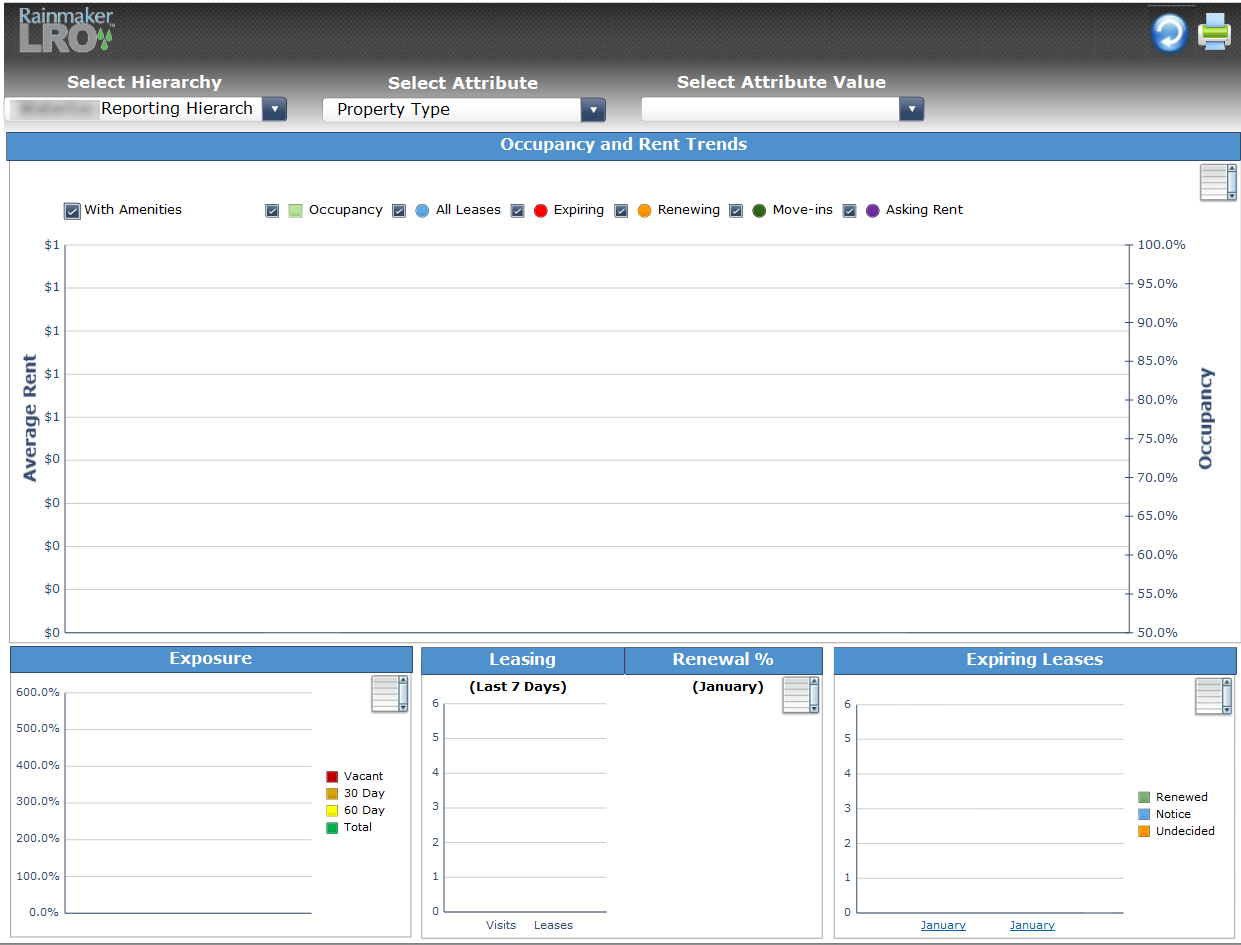 Rainmaker
LRO™
Select Hierarchy Select Attribute Select Attribute Value
Reporting Hierarch Property Type
Occupancy and Rent Trends
With Amenities Occupancy All Leases Expiring Renewing Move-ins Asking Rent
Average Rent
$1
$1
$1
$1
$1
$0
$0
$0
$0
$0
100.0%
95.0%
90.0%
85.0%
80.0%
75.0%
70.0%
65.0%
60.0%
55.0%
50.0%
Occupancy
Exposure
600.0%
500.0%
400.0%
300.0%
200.0%
100.0%
0.0%
Vacant
30 Day
60 Day
Total
Leasing Renewal %
(Last 7 Days) (January)
6
5
4
3
2
1
0
Visits Leases
Expiring Leases
6
5
4
3
2
1
0
January January
Renewed
Notice
Undecided